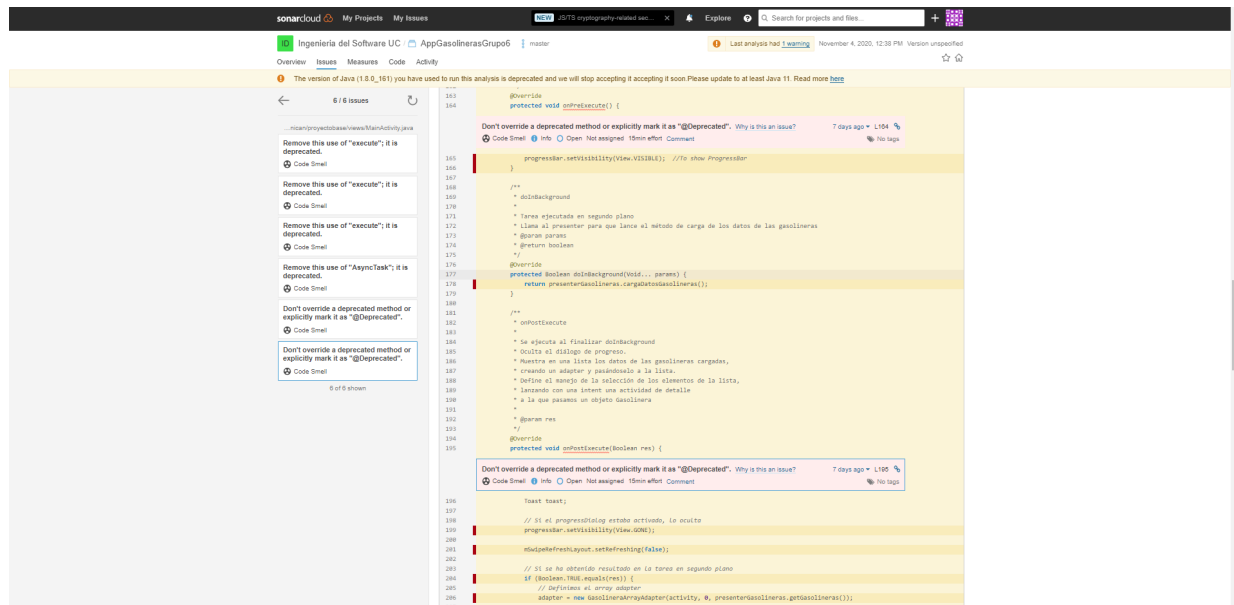 sonarcloud My Projects My Issues NEW JS/TS cryptography-related sec... × Explore Search for projects and files... +
ID Ingenieria del Software UC / AppGasolinerasGrupo6 master Last analysis had 1 warning November 4, 2020, 12:38 PM Version unspecified
Overview Issues Measures Code Activity
The version of Java (1.8.0_161) you have used to run this analysis is deprecated and we will stop accepting it accepting it soon.Please update to at least Java 11. Read more here
6 / 6 issues
...nican/proyectobase/views/MainActivity.java
Remove this use of "execute"; it is
deprecated.
Code Smell
Remove this use of "execute"; it is
deprecated.
Code Smell
Remove this use of "execute"; it is
deprecated.
Code Smell
Remove this use of "AsyncTask"; it is
deprecated.
Code Smell
Don't override a deprecated method or
explicitly mark it as "@Deprecated".
Code Smell
Don't override a deprecated method or
explicitly mark it as "@Deprecated".
Code Smell
6 of 6 shown
163 @Override
164 protected void onPreExecute() {
Don't override a deprecated method or explicitly mark it as "@Deprecated". Why is this an issue? 7 days ago L164
Code Smell Info Open Not assigned 15min effort Comment No tags
165 progressBar.setVisibility(View.VISIBLE); //To show ProgressBar
166 }
167
168 /**
169 * doInBackground
170 *
171 * Tarea ejecutada en segundo plano
172 * Llama al presenter para que lance el método de carga de los datos de las gasolineras
173 * @param params
174 * @return boolean
175 */
176 @Override
177 protected Boolean doInBackground(Void... params) {
178 return presenterGasolineras.cargaDatosGasolineras();
179 }
180
181 /**
182 * onPostExecute
183 *
184 * Se ejecuta al finalizar doInBackground
185 * Oculta el diálogo de progreso.
186 * Muestra en una lista los datos de las gasolineras cargadas,
187 * creando un adapter y pasándoselo a la lista.
188 * Define el manejo de la selección de los elementos de la lista,
189 * lanzando con una intent una actividad de detalle
190 * a la que pasamos un objeto Gasolinera
191 *
192 * @param res
193 */
194 @Override
195 protected void onPostExecute(Boolean res) {
Don't override a deprecated method or explicitly mark it as "@Deprecated". Why is this an issue? 7 days ago L195
Code Smell Info Open Not assigned 15min effort Comment No tags
196 Toast toast;
197
198 // Si el progressDialog estaba activado, lo oculta
199 progressBar.setVisibility(View.GONE);
200
201 mSwipeRefreshLayout.setRefreshing(false);
202
203 // Si se ha obtenido resultado en la tarea en segundo plano
204 if (Boolean.TRUE.equals(res)) {
205 // Definimos el array adapter
206 adapter = new GasolineraArrayAdapter(activity, 0, presenterGasolineras.getGasolineras());